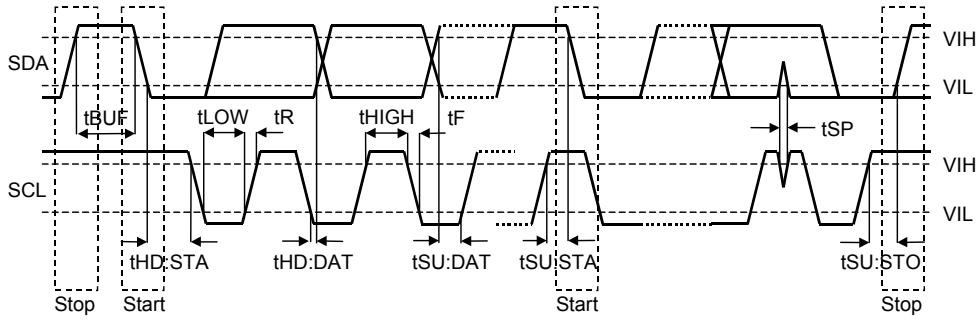 VIH
SDA
VIL
tBUF tLOW tR tHIGH tF tSP
VIH
SCL
VIL
tHD:STA tHD:DAT tSU:DAT tSU:STA tSU:STO
Stop Start Start Stop